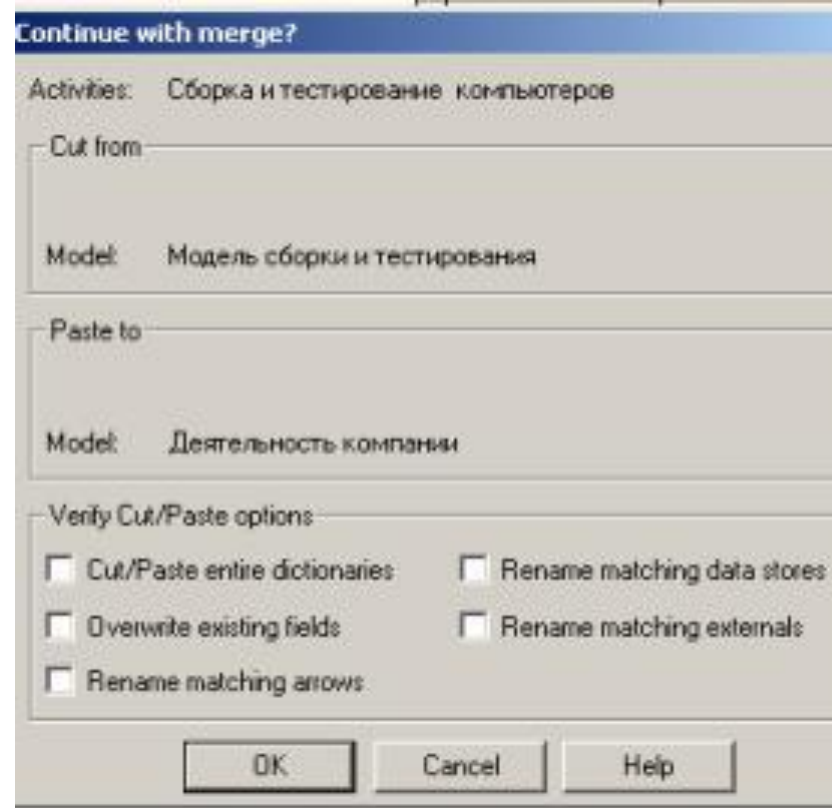 Continue with merge?
Activities: Сборка и тестирование компьютеров
Cut from
Model: Модель сборки и тестирования
Paste to
Model: Деятельность компании
Verify Cut/Paste options
Cut/Paste entire dictionaries Rename matching data stores
Overwrite existing fields Rename matching externals
Rename matching arrows
OK Cancel Help